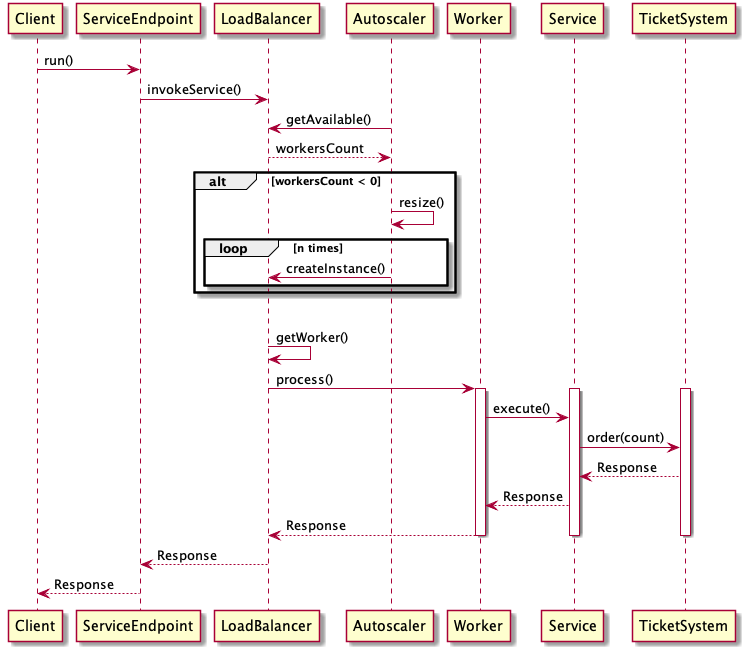 Client ServiceEndpoint LoadBalancer Autoscaler Worker Service TicketSystem
run()
invokeService()
getAvailable()
workersCount
alt [workersCount < 0]
resize()
loop [n times]
createInstance()
getWorker()
process()
execute()
order(count)
Response
Response
Response
Response
Response
Client ServiceEndpoint LoadBalancer Autoscaler Worker Service TicketSystem